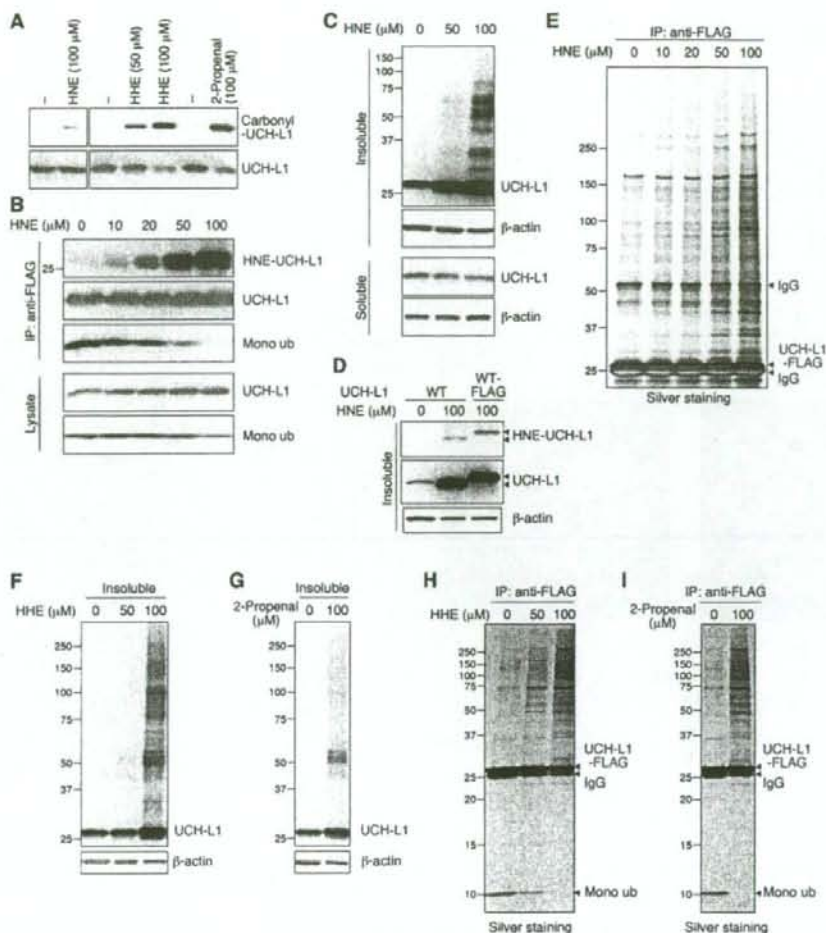 A
–
HNE (100 μM)
–
HHE (50 μM)
HHE (100 μM)
–
2-Propenal (100 μM)
Carbonyl
-UCH-L1
UCH-L1
B
HNE (μM) 0 10 20 50 100
IP: anti-FLAG
25
HNE-UCH-L1
UCH-L1
Mono ub
Lysate
UCH-L1
Mono ub
C
HNE (μM) 0 50 100
Insoluble
150
100
75
50
37
25
UCH-L1
β-actin
Soluble
UCH-L1
β-actin
D
UCH-L1 WT WT-FLAG
HNE (μM) 0 100 100
Insoluble
HNE-UCH-L1
UCH-L1
β-actin
E
IP: anti-FLAG
HNE (μM) 0 10 20 50 100
250
150
100
75
50
37
25
IgG
UCH-L1
-FLAG
IgG
Silver staining
F
Insoluble
HHE (μM) 0 50 100
250
150
100
75
50
37
25
UCH-L1
β-actin
G
Insoluble
2-Propenal 0 100
(μM)
250
150
100
75
50
37
25
UCH-L1
β-actin
H
IP: anti-FLAG
HHE (μM) 0 50 100
250
150
100
75
50
37
25
20
15
10
UCH-L1
-FLAG
IgG
Mono ub
Silver staining
I
IP: anti-FLAG
2-Propenal 0 100
(μM)
250
150
100
75
50
37
25
20
15
10
UCH-L1
-FLAG
IgG
Mono ub
Silver staining